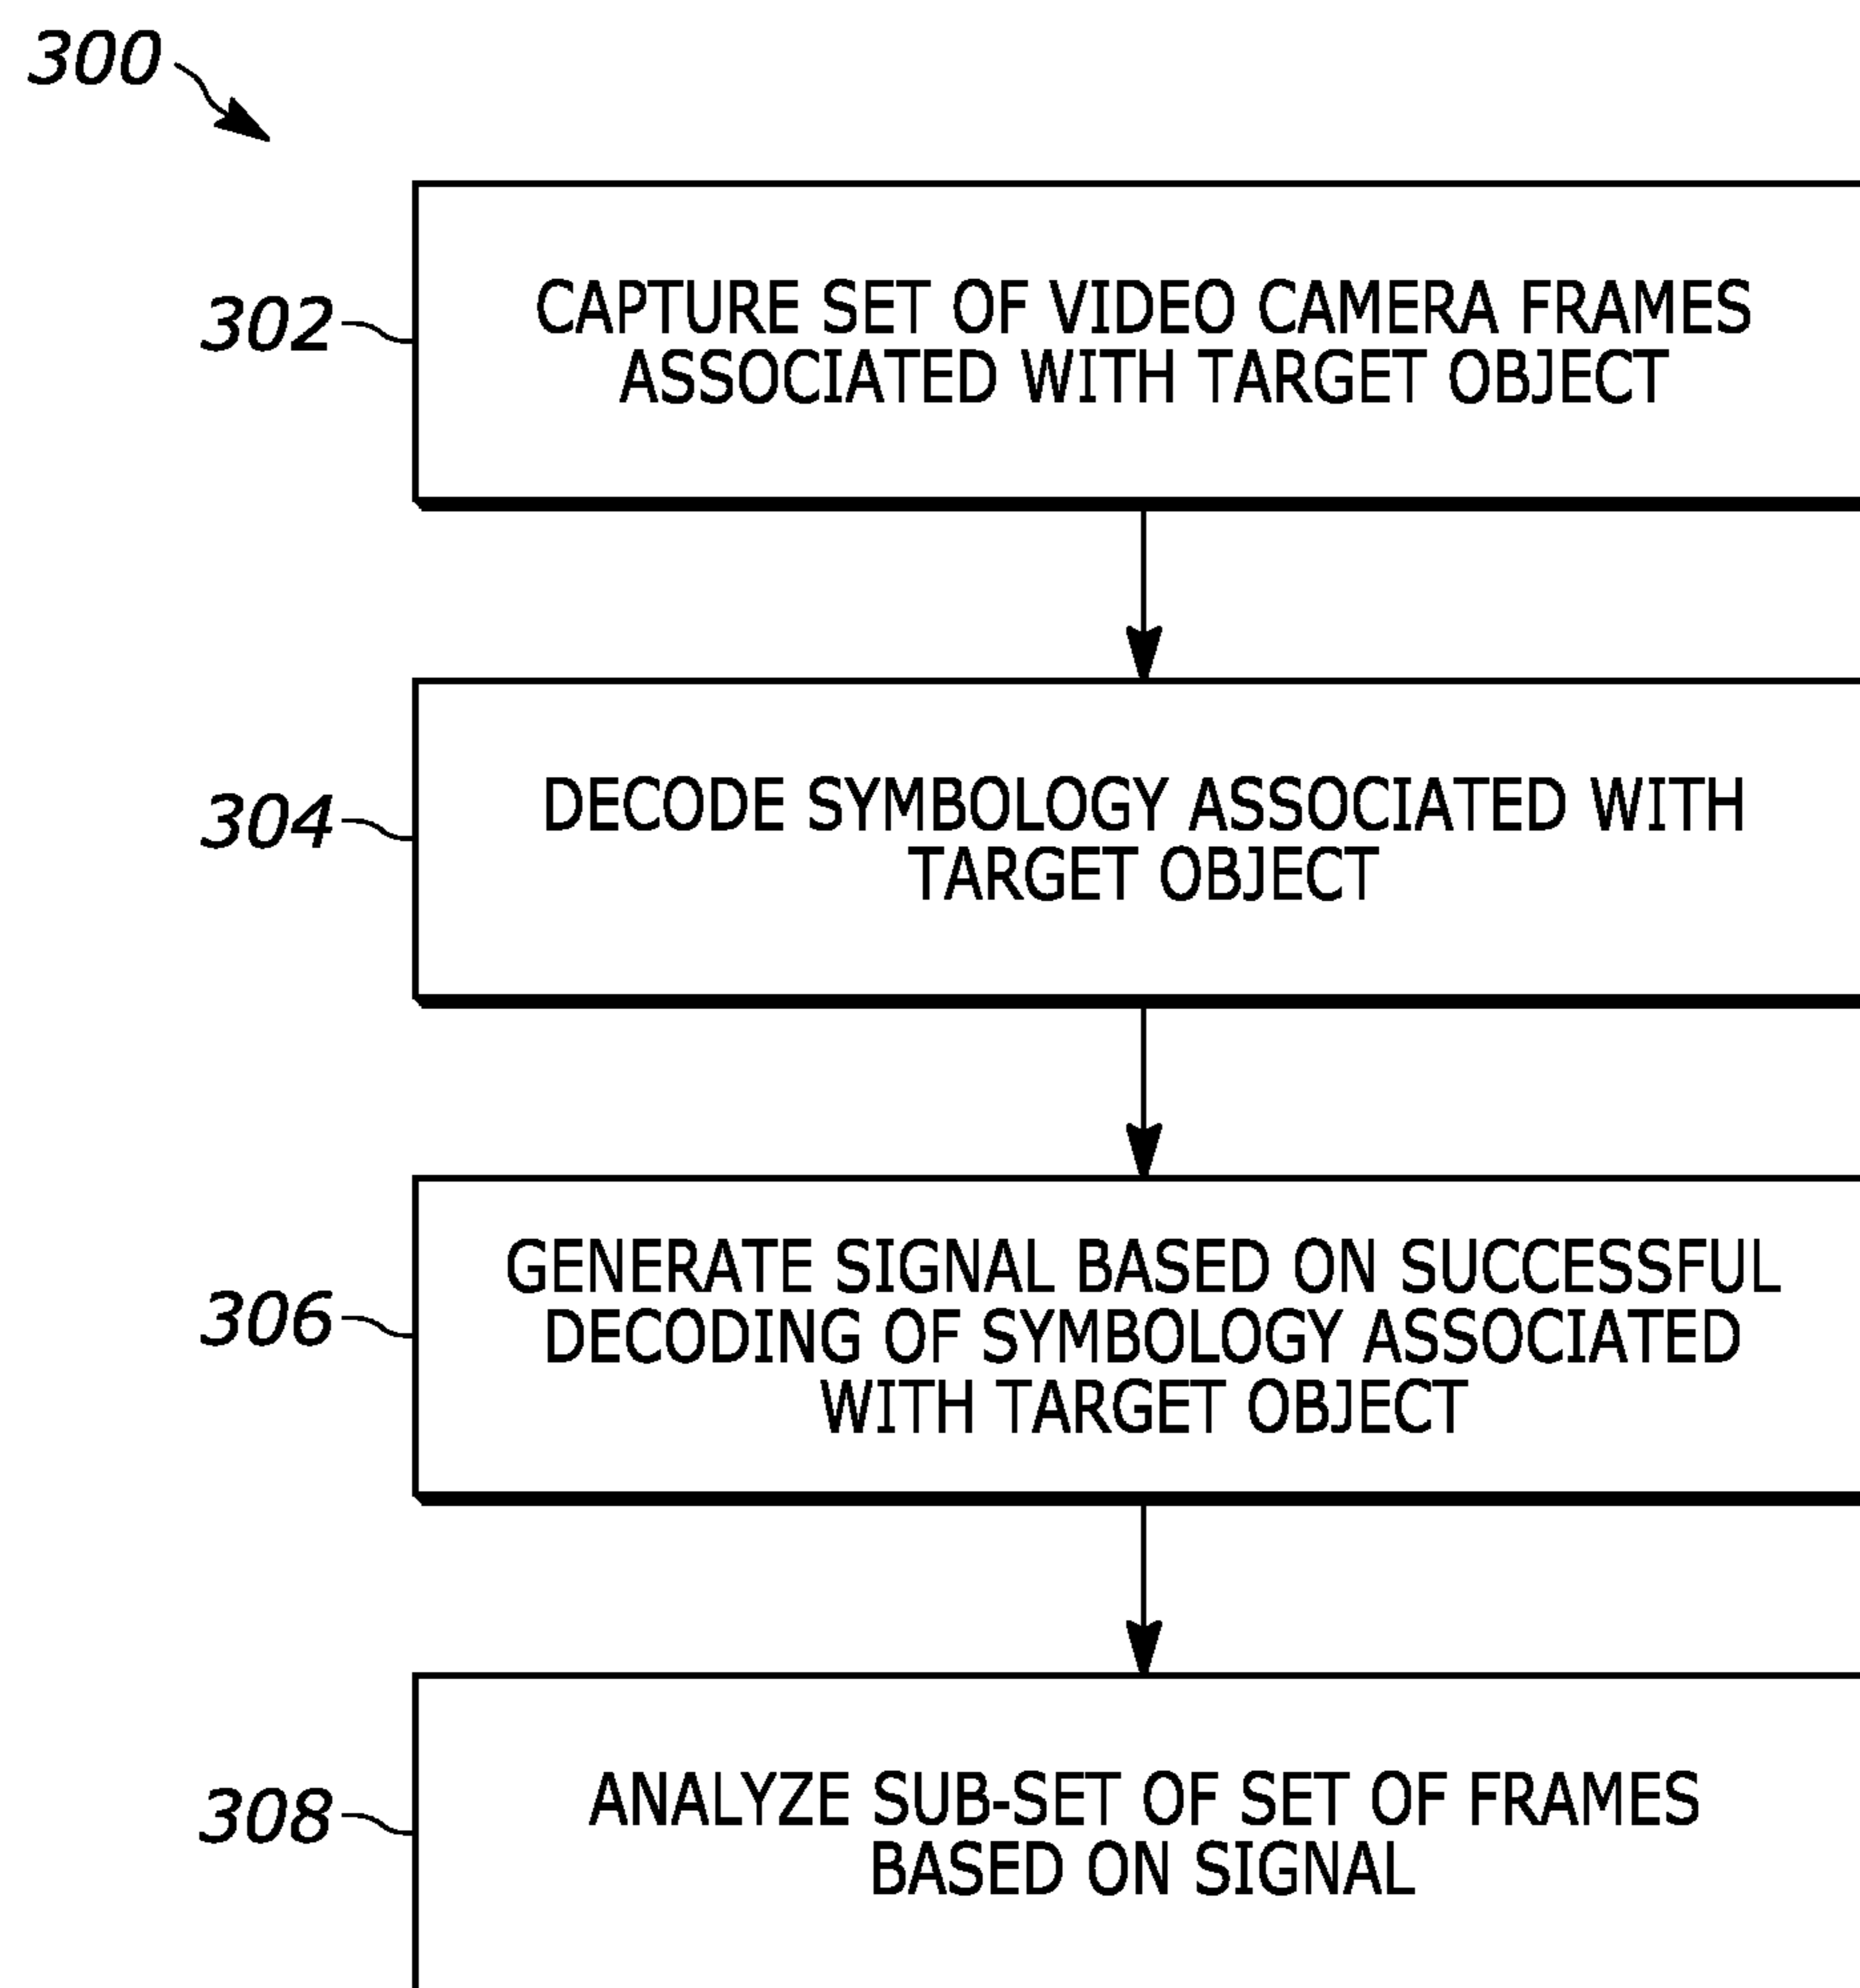 300
302
CAPTURE SET OF VIDEO CAMERA FRAMES
ASSOCIATED WITH TARGET OBJECT
304
DECODE SYMBOLOGY ASSOCIATED WITH
TARGET OBJECT
306
GENERATE SIGNAL BASED ON SUCCESSFUL
DECODING OF SYMBOLOGY ASSOCIATED
WITH TARGET OBJECT
308
ANALYZE SUB-SET OF SET OF FRAMES
BASED ON SIGNAL